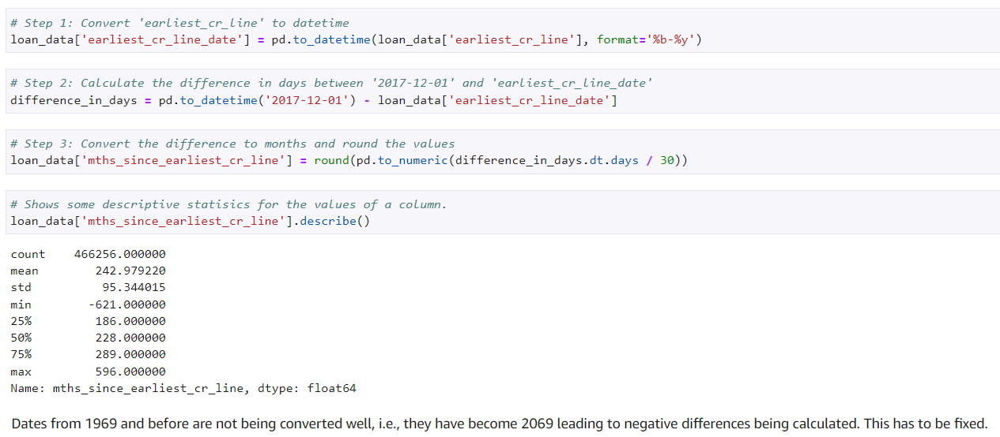 # Step 1: Convert 'earliest_cr_line' to datetime
loan_data['earliest_cr_line_date'] = pd.to_datetime(loan_data['earliest_cr_line'], format='%b-%y')
# Step 2: Calculate the difference in days between '2017-12-01' and 'earliest_cr_line_date'
difference_in_days = pd.to_datetime('2017-12-01') - loan_data['earliest_cr_line_date']
# Step 3: Convert the difference to months and round the values
loan_data['mths_since_earliest_cr_line'] = round(pd.to_numeric(difference_in_days.dt.days / 30))
# Shows some descriptive statisics for the values of a column.
loan_data['mths_since_earliest_cr_line'].describe()
count    466256.000000
mean        242.979220
std          95.344015
min        -621.000000
25%         186.000000
50%         228.000000
75%         289.000000
max         596.000000
Name: mths_since_earliest_cr_line, dtype: float64
Dates from 1969 and before are not being converted well, i.e., they have become 2069 leading to negative differences being calculated. This has to be fixed.